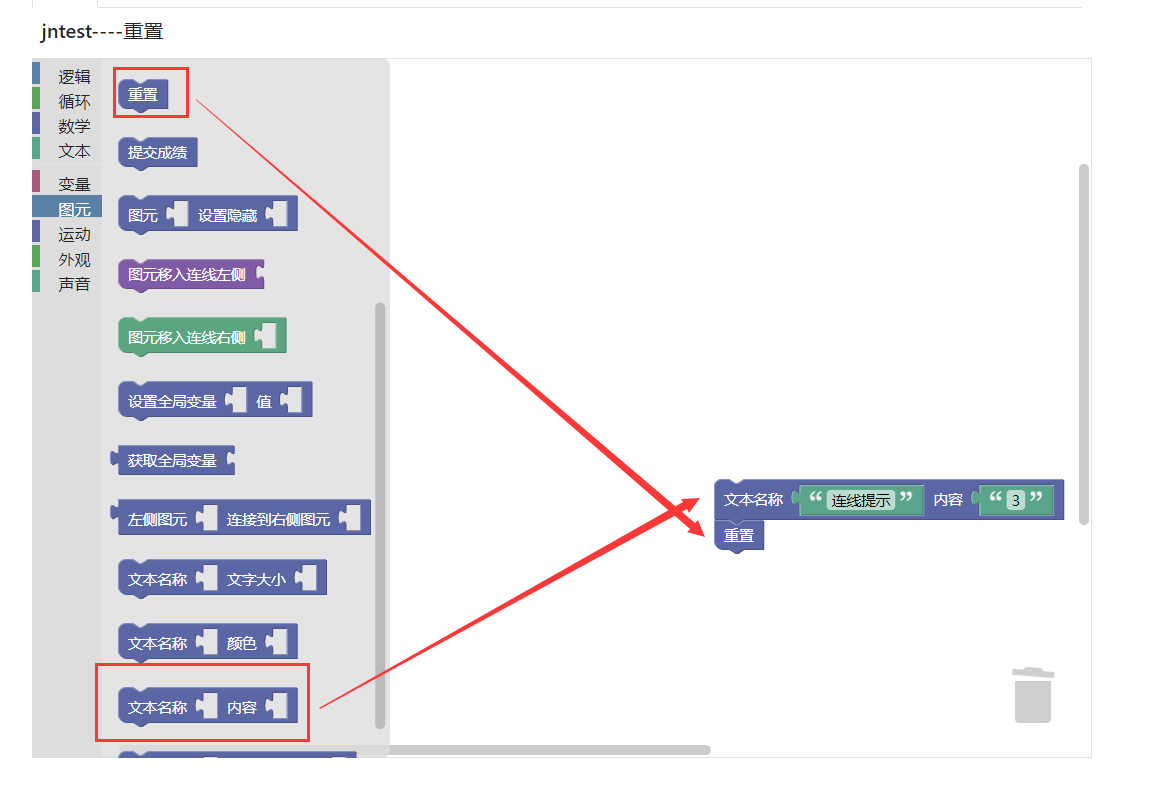 jntest----重置
逻辑
循环
数学
文本
变量
图元
运动
外观
声音
重置
提交成绩
图元 设置隐藏
图元移入连线左侧
图元移入连线右侧
设置全局变量 值
获取全局变量
左侧图元 连接到右侧图元
文本名称 文字大小
文本名称 颜色
文本名称 内容
文本名称 “ 连线提示 ” 内容 “ 3 ”
重置